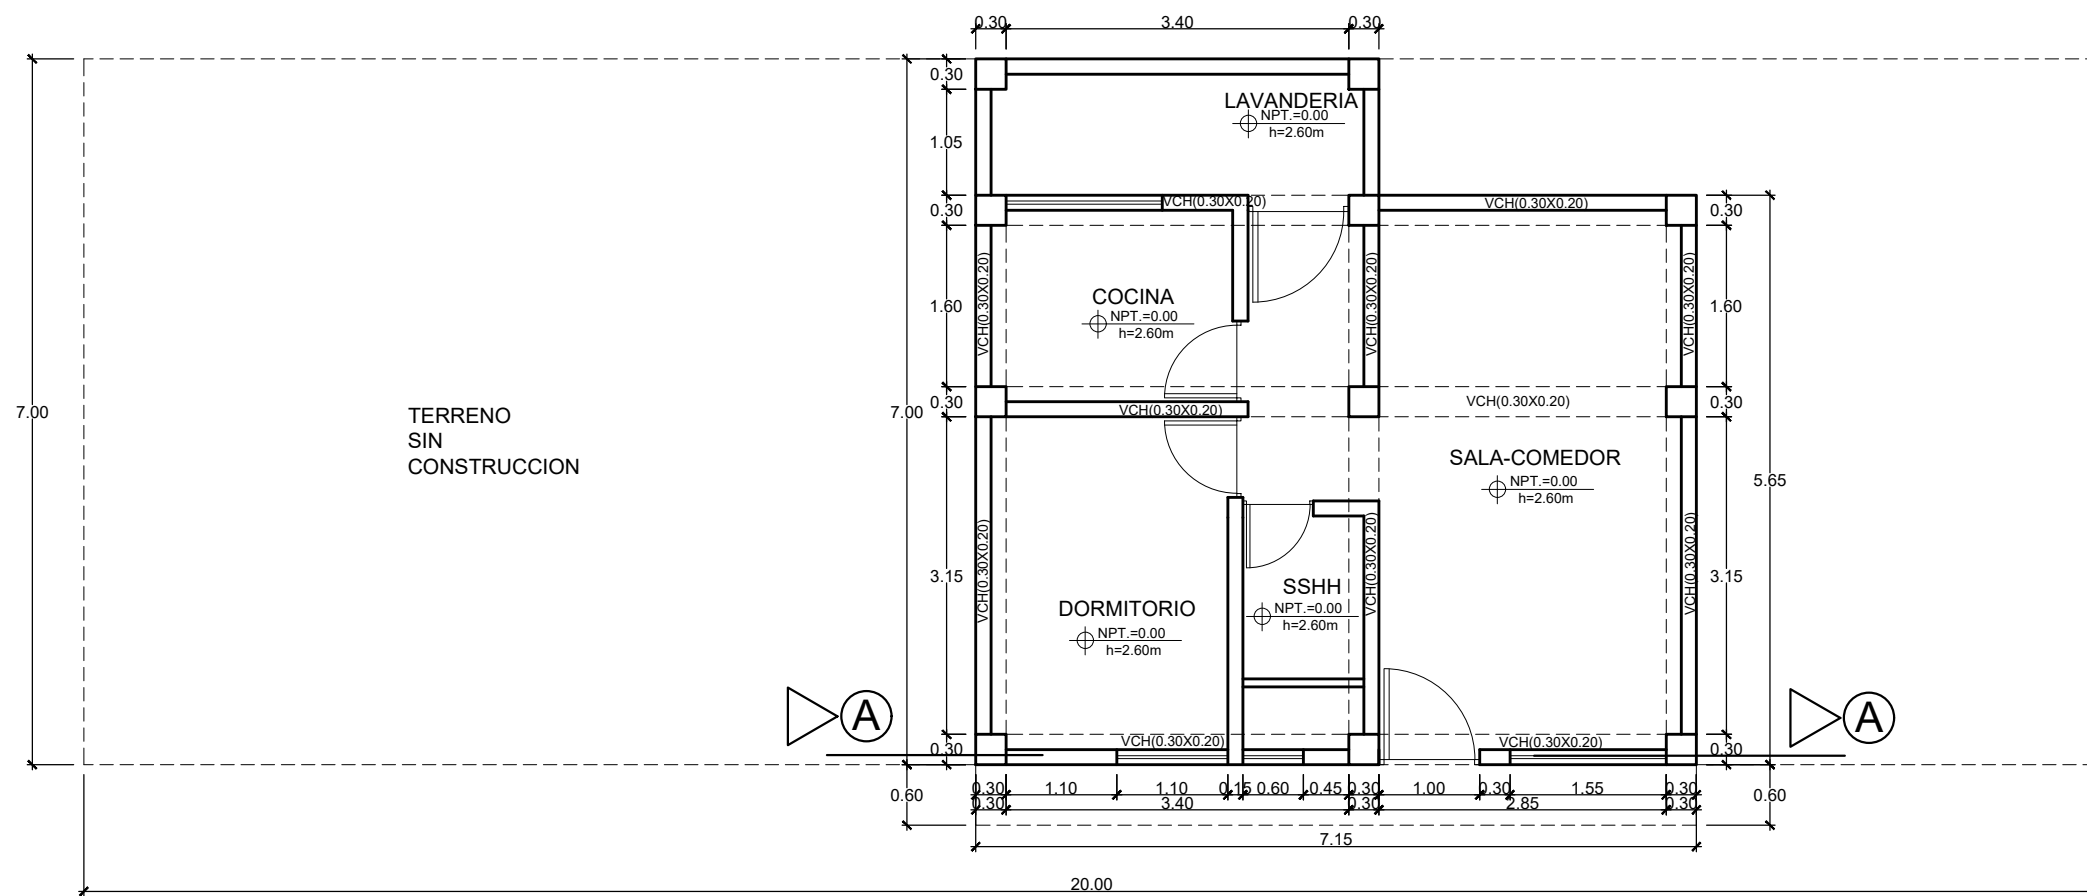 0.30 3.40 0.30
0.30
LAVANDERIA
NPT.=0.00
h=2.60m
1.05
0.30
VCH(0.30X0.20)
VCH(0.30X0.20)
0.30
VCH(0.30X0.20)
VCH(0.30X0.20)
VCH(0.30X0.20)
COCINA
NPT.=0.00
h=2.60m
1.60
1.60
7.00
7.00
0.30
VCH(0.30X0.20)
VCH(0.30X0.20)
0.30
TERRENO
SIN
CONSTRUCCION
SALA-COMEDOR
NPT.=0.00
h=2.60m
5.65
VCH(0.30X0.20)
VCH(0.30X0.20)
VCH(0.30X0.20)
3.15
3.15
SSHH
NPT.=0.00
h=2.60m
DORMITORIO
NPT.=0.00
h=2.60m
A
A
0.30
VCH(0.30X0.20)
VCH(0.30X0.20)
0.30
0.60
0.30 1.10 1.10 0.15 0.60 0.45 0.30 1.00 0.30 1.55 0.30
0.60
0.30 3.40 0.30 2.85 0.30
7.15
20.00